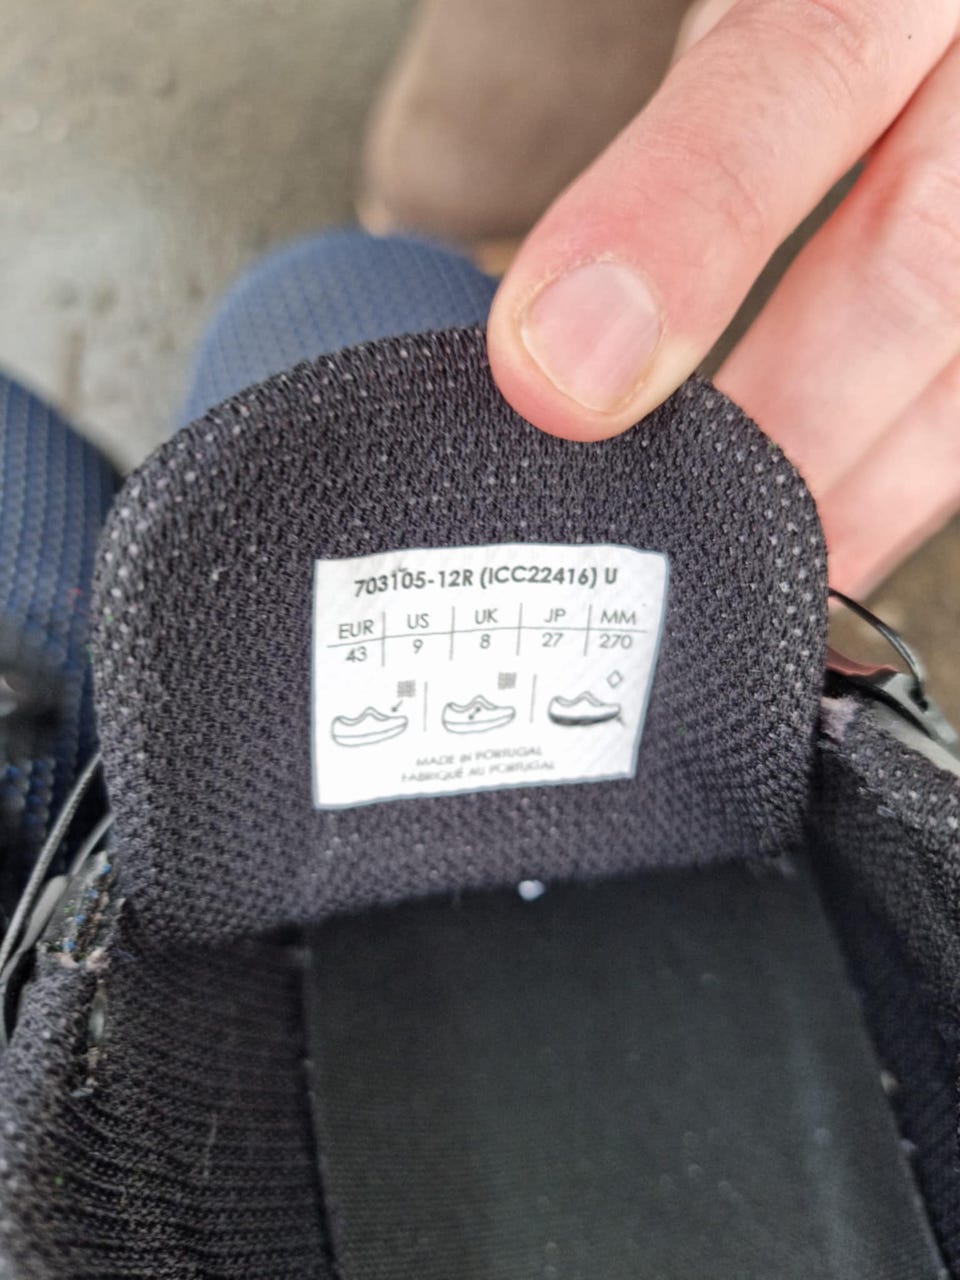 703105-12R (ICC22416) U
EUR US UK JP MM
43 9 8 27 270
MADE IN PORTUGAL
FABRIQUÉ AU PORTUGAL